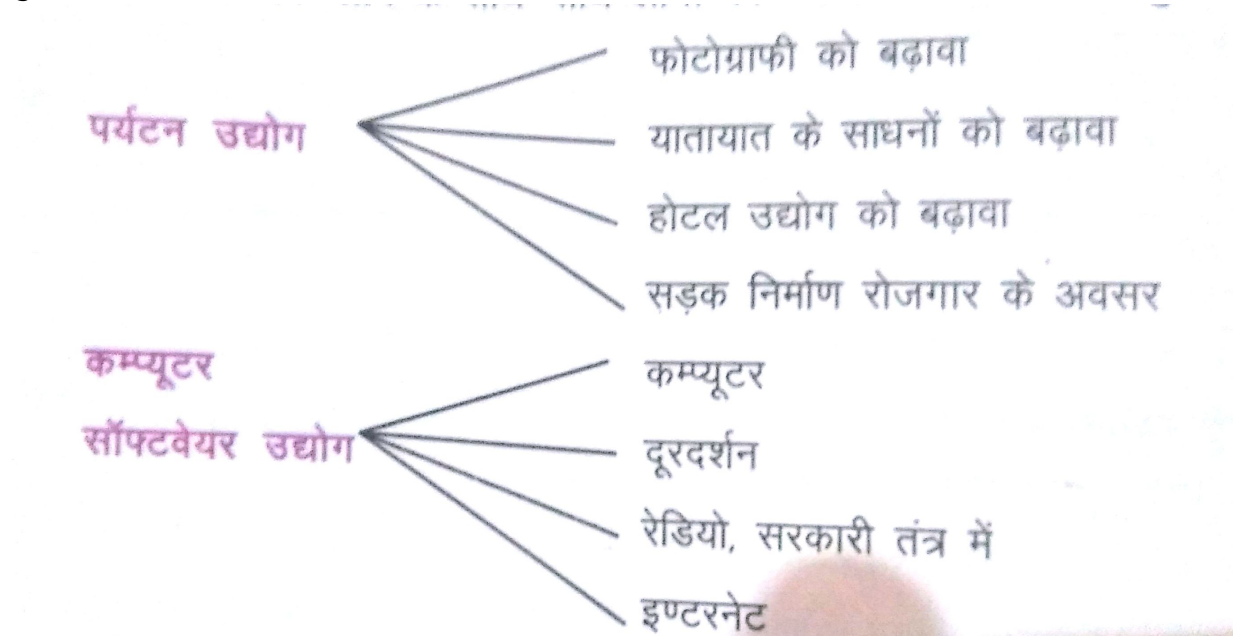 फोटोग्राफी को बढ़ावा
पर्यटन उद्योग
यातायात के साधनों को बढ़ावा
होटल उद्योग को बढ़ावा
सड़क निर्माण रोजगार के अवसर
कम्प्यूटर
सॉफ्टवेयर उद्योग
कम्प्यूटर
दूरदर्शन
रेडियो, सरकारी तंत्र में
इण्टरनेट